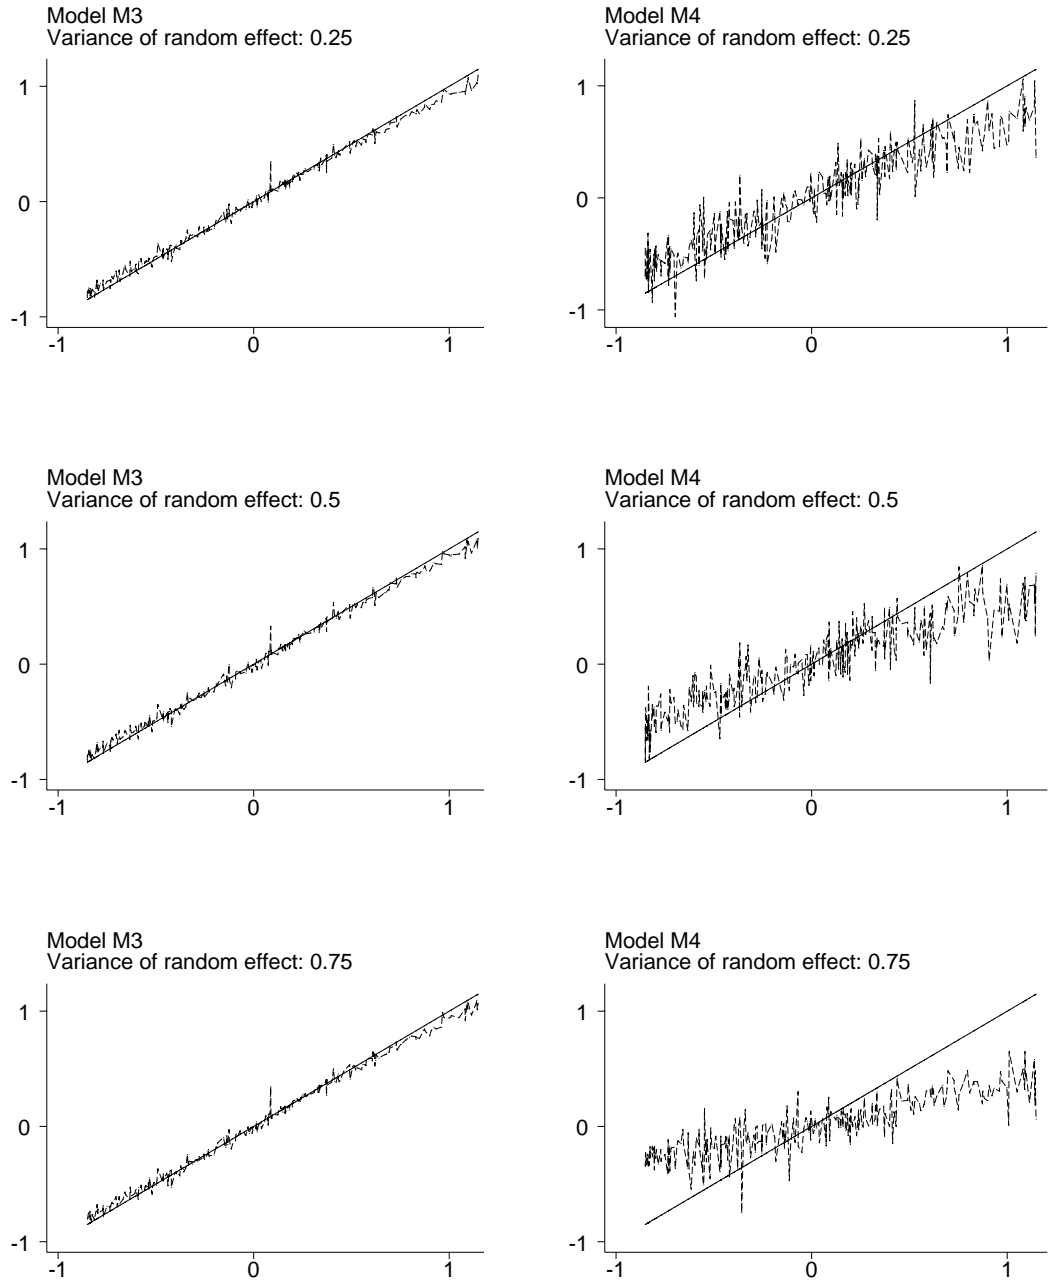 Model M3
Variance of random effect: 0.25
1
0
-1
-1 0 1
Model M4
Variance of random effect: 0.25
1
0
-1
-1 0 1
Model M3
Variance of random effect: 0.5
1
0
-1
-1 0 1
Model M4
Variance of random effect: 0.5
1
0
-1
-1 0 1
Model M3
Variance of random effect: 0.75
1
0
-1
-1 0 1
Model M4
Variance of random effect: 0.75
1
0
-1
-1 0 1